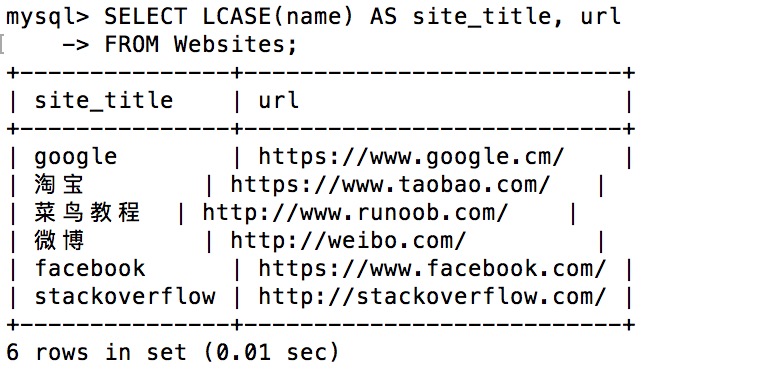 mysql> SELECT LCASE(name) AS site_title, url
    -> FROM Websites;
+---------------+---------------------------+
| site_title    | url                       |
+---------------+---------------------------+
| google        | https://www.google.cm/    |
| 淘宝        | https://www.taobao.com/   |
| 菜鸟教程  | http://www.runoob.com/    |
| 微博        | http://weibo.com/         |
| facebook      | https://www.facebook.com/ |
| stackoverflow | http://stackoverflow.com/ |
+---------------+---------------------------+
6 rows in set (0.01 sec)